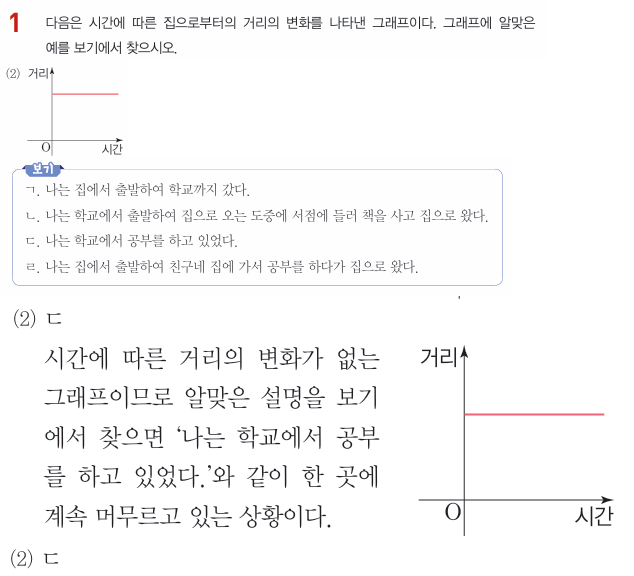 1 다음은 시간에 따른 집으로부터의 거리의 변화를 나타낸 그래프이다. 그래프에 알맞은
예를 보기에서 찾으시오.
(2) 거리
O
시간
보기
ㄱ. 나는 집에서 출발하여 학교까지 갔다.
ㄴ. 나는 학교에서 출발하여 집으로 오는 도중에 서점에 들러 책을 사고 집으로 왔다.
ㄷ. 나는 학교에서 공부를 하고 있었다.
ㄹ. 나는 집에서 출발하여 친구네 집에 가서 공부를 하다가 집으로 왔다.
(2) ㄷ
시간에 따른 거리의 변화가 없는
그래프이므로 알맞은 설명을 보기
에서 찾으면 ‘나는 학교에서 공부
를 하고 있었다.’와 같이 한 곳에
계속 머무르고 있는 상황이다.
거리
O
시간
(2) ㄷ